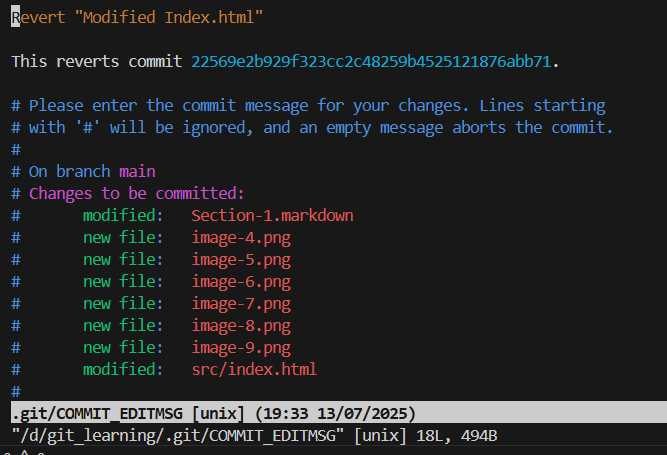 Revert "Modified Index.html"
This reverts commit 22569e2b929f323cc2c48259b4525121876abb71.
# Please enter the commit message for your changes. Lines starting
# with '#' will be ignored, and an empty message aborts the commit.
#
# On branch main
# Changes to be committed:
#       modified:   Section-1.markdown
#       new file:   image-4.png
#       new file:   image-5.png
#       new file:   image-6.png
#       new file:   image-7.png
#       new file:   image-8.png
#       new file:   image-9.png
#       modified:   src/index.html
#
.git/COMMIT_EDITMSG [unix] (19:33 13/07/2025)
"/d/git_learning/.git/COMMIT_EDITMSG" [unix] 18L, 494B